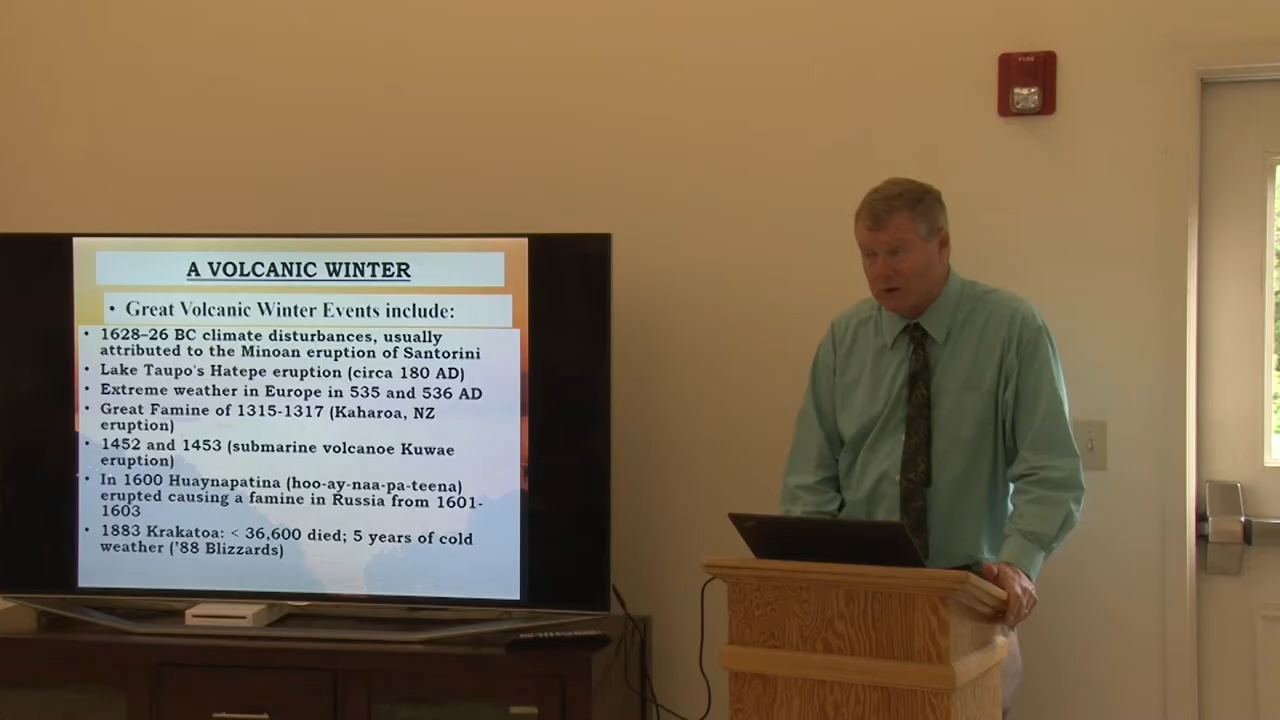 FIRE
A VOLCANIC WINTER
• Great Volcanic Winter Events include:
• 1628–26 BC climate disturbances, usually
attributed to the Minoan eruption of Santorini
• Lake Taupo's Hatepe eruption (circa 180 AD)
• Extreme weather in Europe in 535 and 536 AD
• Great Famine of 1315-1317 (Kaharoa, NZ
eruption)
• 1452 and 1453 (submarine volcanoe Kuwae
eruption)
• In 1600 Huaynapatina (hoo-ay-naa-pa-teena)
erupted causing a famine in Russia from 1601-
1603
• 1883 Krakatoa: < 36,600 died; 5 years of cold
weather ('88 Blizzards)